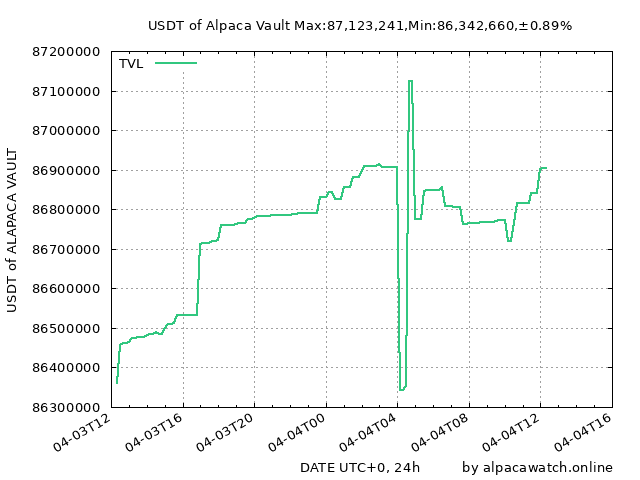 USDT of Alpaca Vault Max:87,123,241,Min:86,342,660,±0.89%
TVL
87200000
87100000
87000000
86900000
86800000
86700000
86600000
86500000
86400000
86300000
USDT of ALAPACA VAULT
04-03T12
04-03T16
04-03T20
04-04T00
04-04T04
04-04T08
04-04T12
04-04T16
DATE UTC+0, 24h
by alpacawatch.online